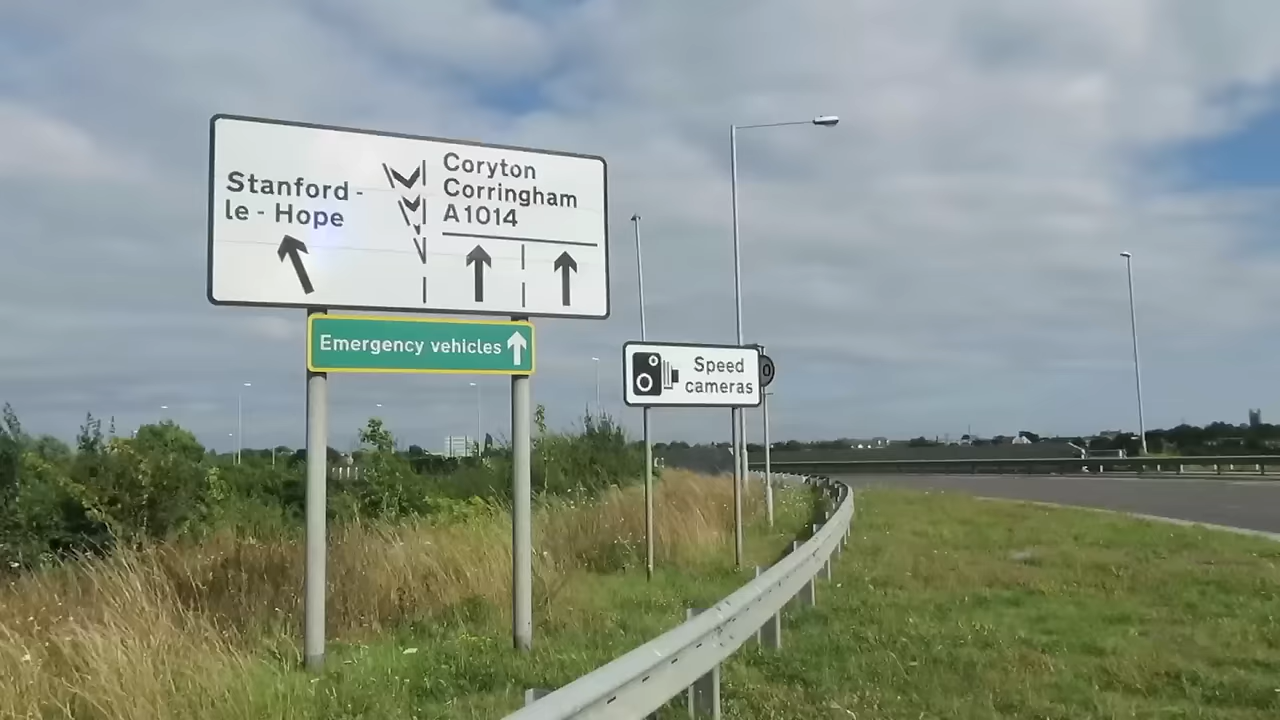 Stanford -
le - Hope
Coryton
Corringham
A1014
Emergency vehicles
Speed
cameras